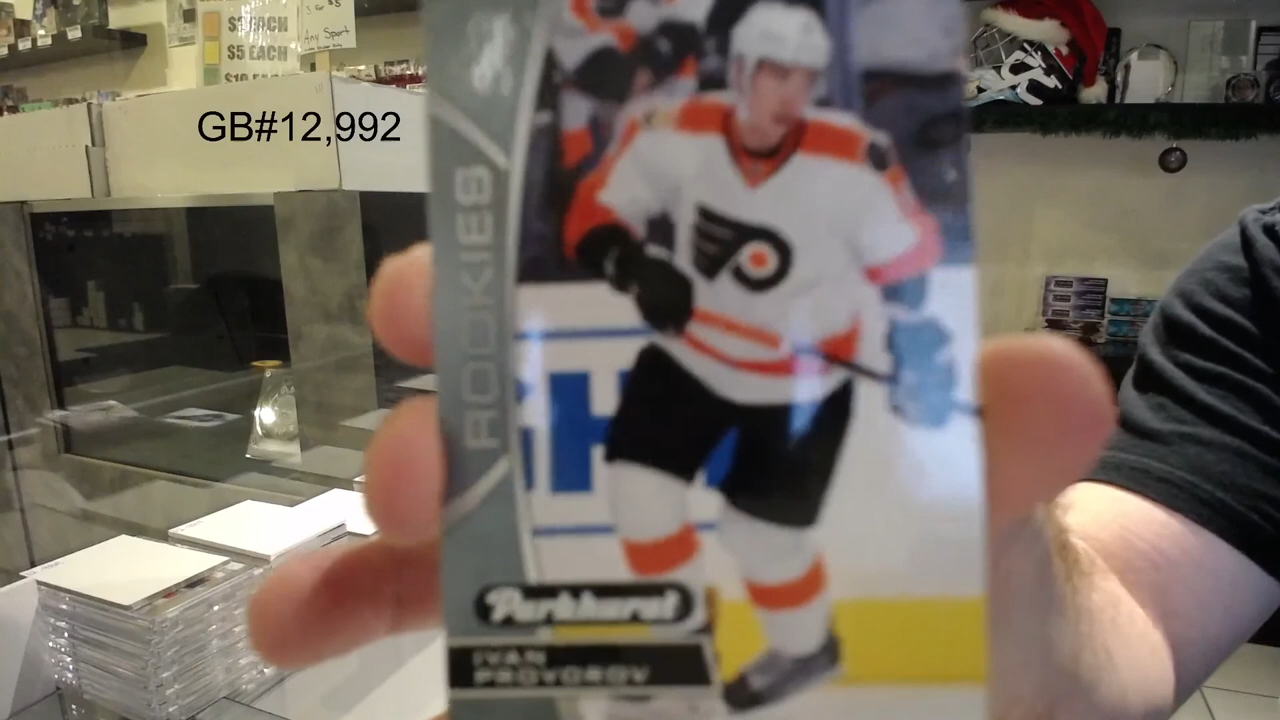 $5 EACH
Any Sport
GB#12,992
ROOKIES
Parkhurst
IVAN
PROVOROV